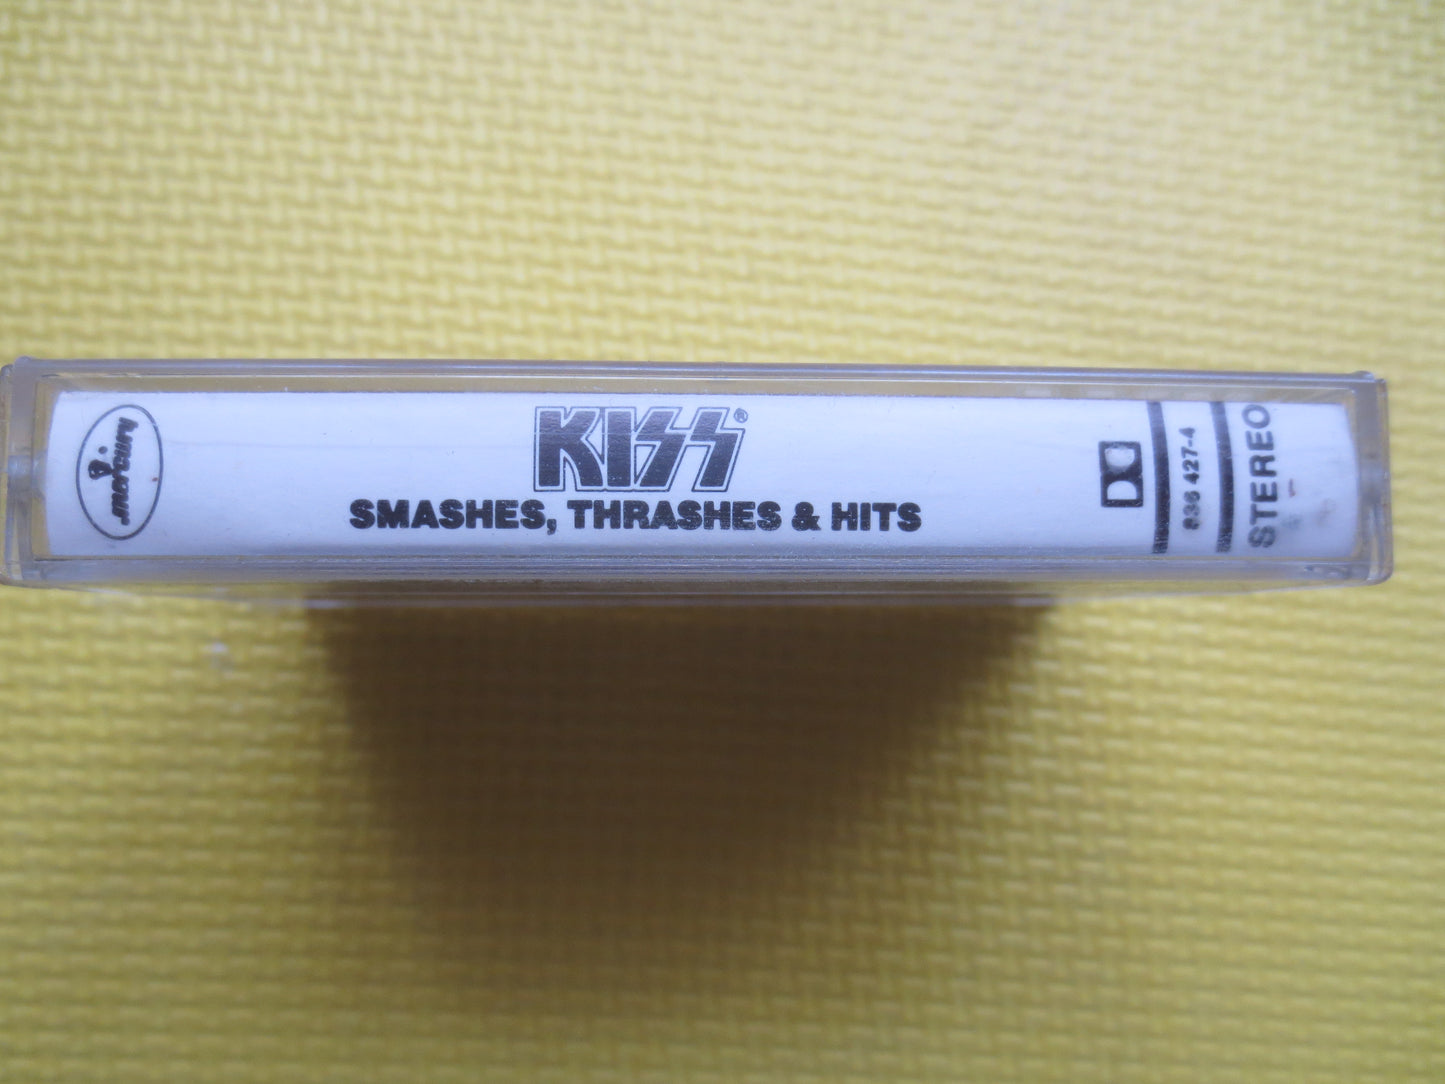 mercury
KISS®
SMASHES, THRASHES & HITS
836 427-4
STEREO